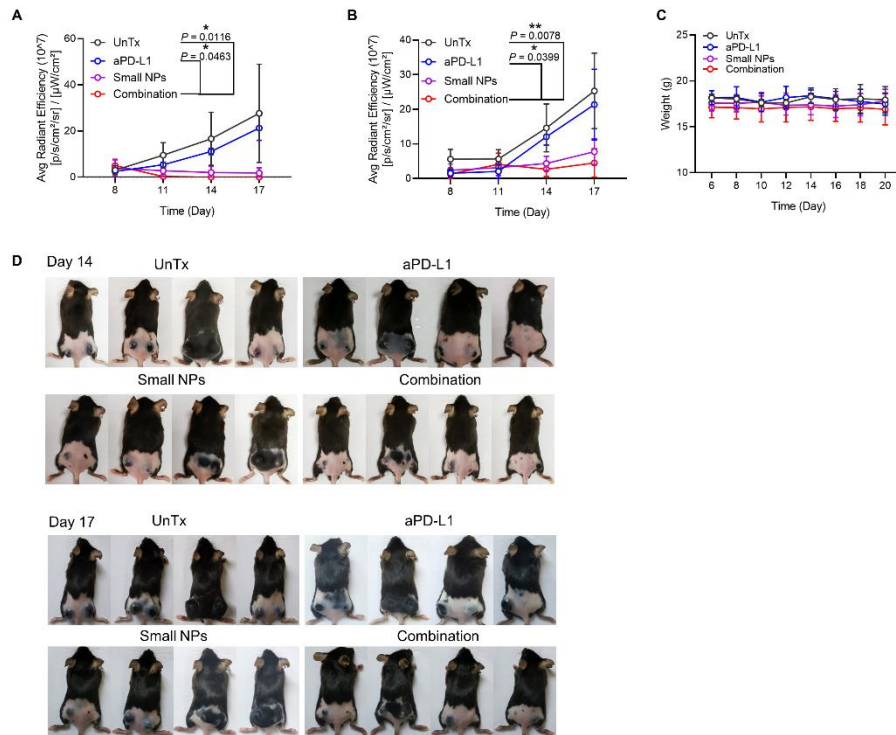 A
Avg Radiant Efficiency (10^7)
[p/s/cm²/sr] / [μW/cm²]
60
40
20
0
UnTx
aPD-L1
Small NPs
Combination
*
P = 0.0116
*
P = 0.0463
8 11 14 17
Time (Day)
B
Avg Radiant Efficiency (10^7)
[p/s/cm²/sr] / [μW/cm²]
40
30
20
10
0
UnTx
aPD-L1
Small NPs
Combination
**
P = 0.0078
*
P = 0.0399
8 11 14 17
Time (Day)
C
Weight (g)
25
20
15
10
UnTx
aPD-L1
Small NPs
Combination
6 8 10 12 14 16 18 20
Time (Day)
D
Day 14 UnTx aPD-L1
Small NPs Combination
Day 17 UnTx aPD-L1
Small NPs Combination